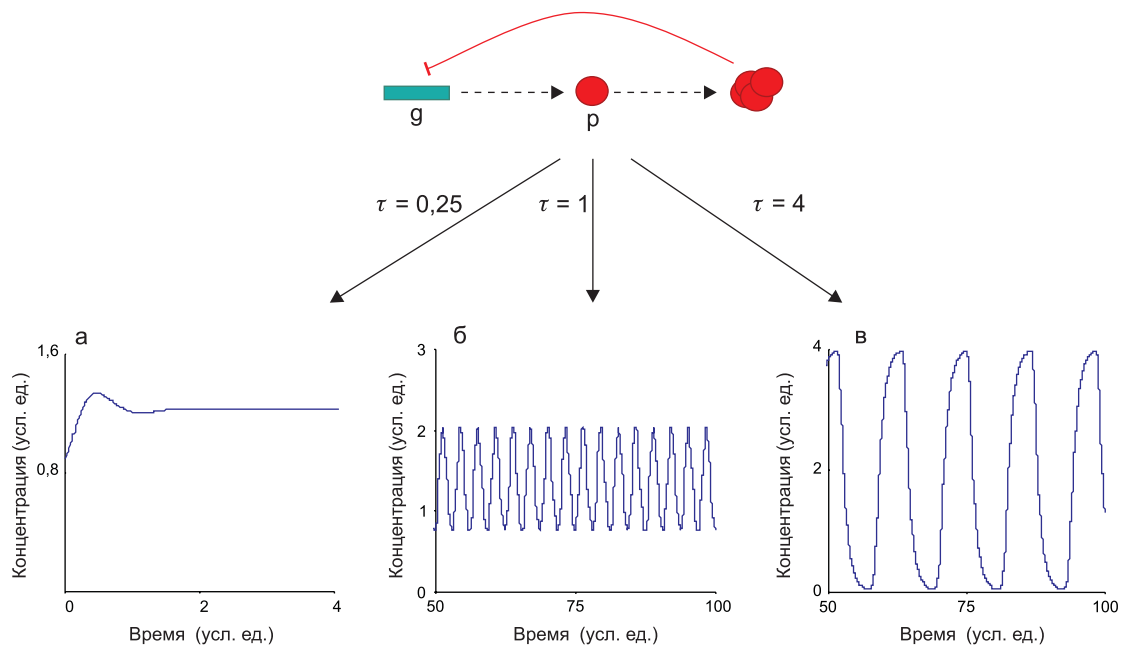 g
p
τ = 0,25
τ = 1
τ = 4
а
1,6
0,8
0
2
4
Концентрация (усл. ед.)
Время (усл. ед.)
б
3
2
1
0
50
75
100
Концентрация (усл. ед.)
Время (усл. ед.)
в
4
2
0
50
75
100
Концентрация (усл. ед.)
Время (усл. ед.)